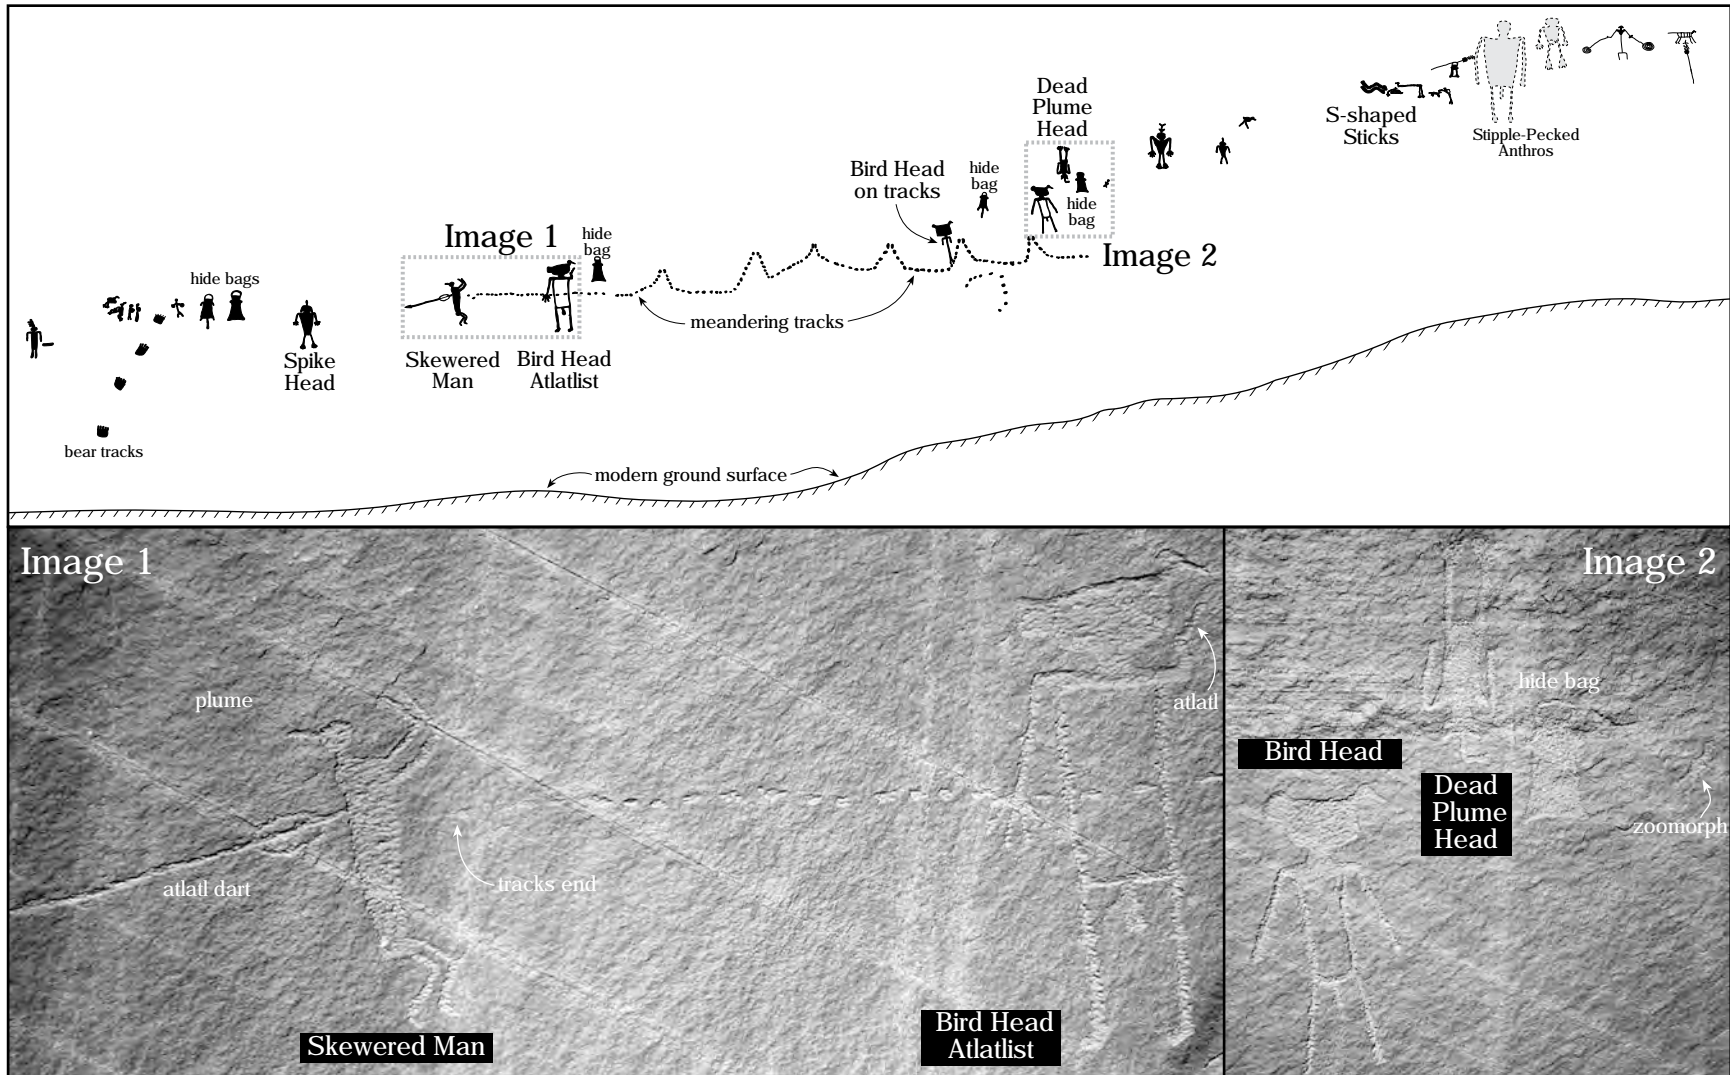 Dead
Plume
Head
S-shaped
Sticks
Stipple-Pecked
Anthros
Bird Head
on tracks
hide
bag
hide
bag
Image 1
hide
bag
Image 2
hide bags
meandering tracks
Spike
Head
Skewered
Man
Bird Head
Atlatlist
bear tracks
modern ground surface
Image 1
plume
atlatl
atlatl dart
tracks end
Skewered Man
Bird Head
Atlatlist
Image 2
hide bag
Bird Head
Dead
Plume
Head
zoomorph